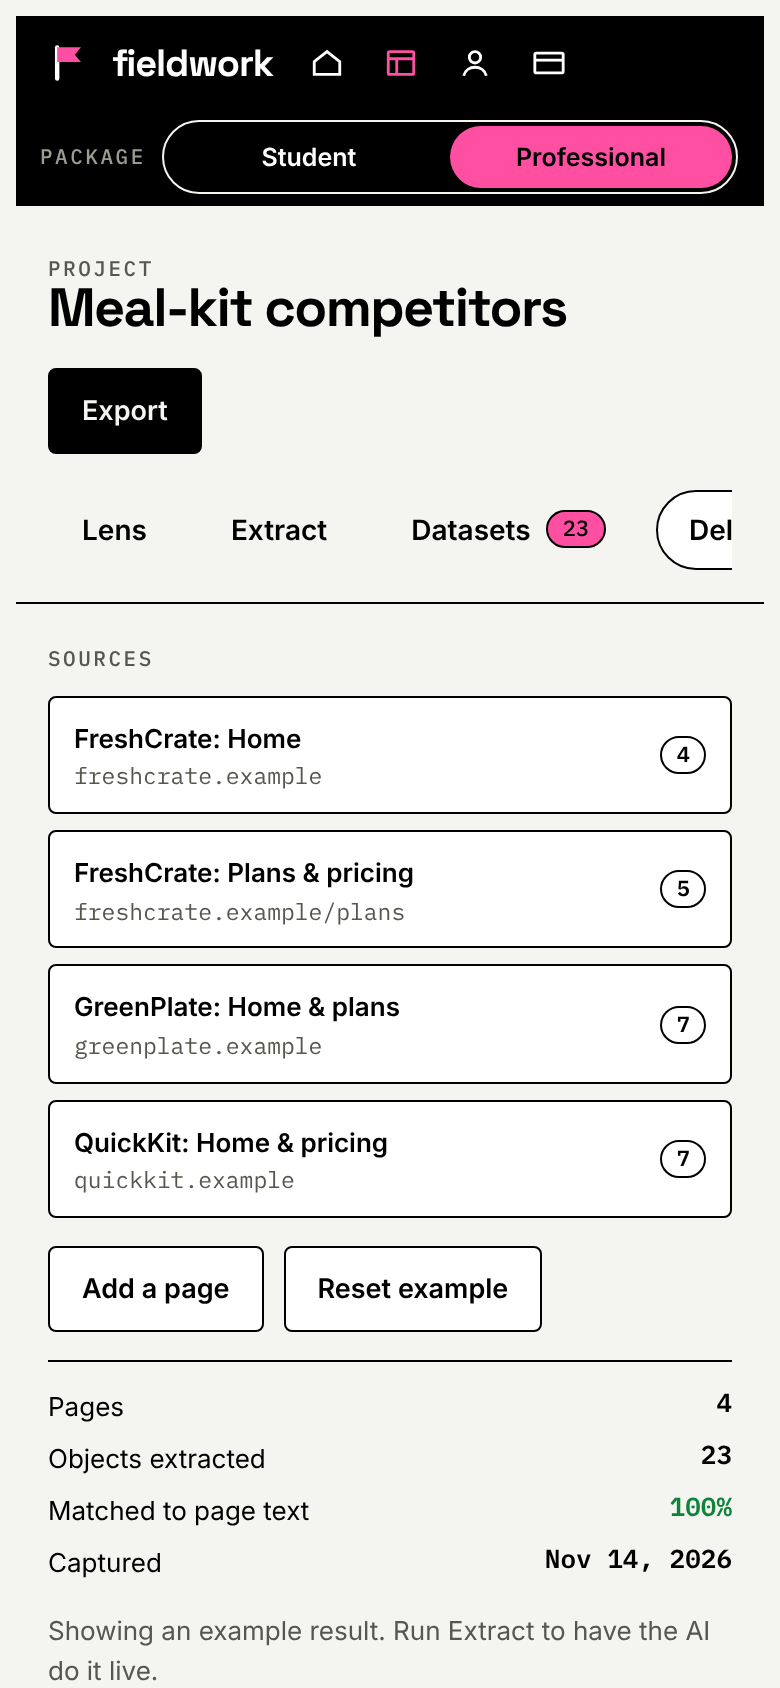 fieldwork
PACKAGE
Student
Professional
PROJECT
Meal-kit competitors
Export
Lens
Extract
Datasets 23
Del
SOURCES
FreshCrate: Home
freshcrate.example
4
FreshCrate: Plans & pricing
freshcrate.example/plans
5
GreenPlate: Home & plans
greenplate.example
7
QuickKit: Home & pricing
quickkit.example
7
Add a page
Reset example
Pages 4
Objects extracted 23
Matched to page text 100%
Captured Nov 14, 2026
Showing an example result. Run Extract to have the AI
do it live.